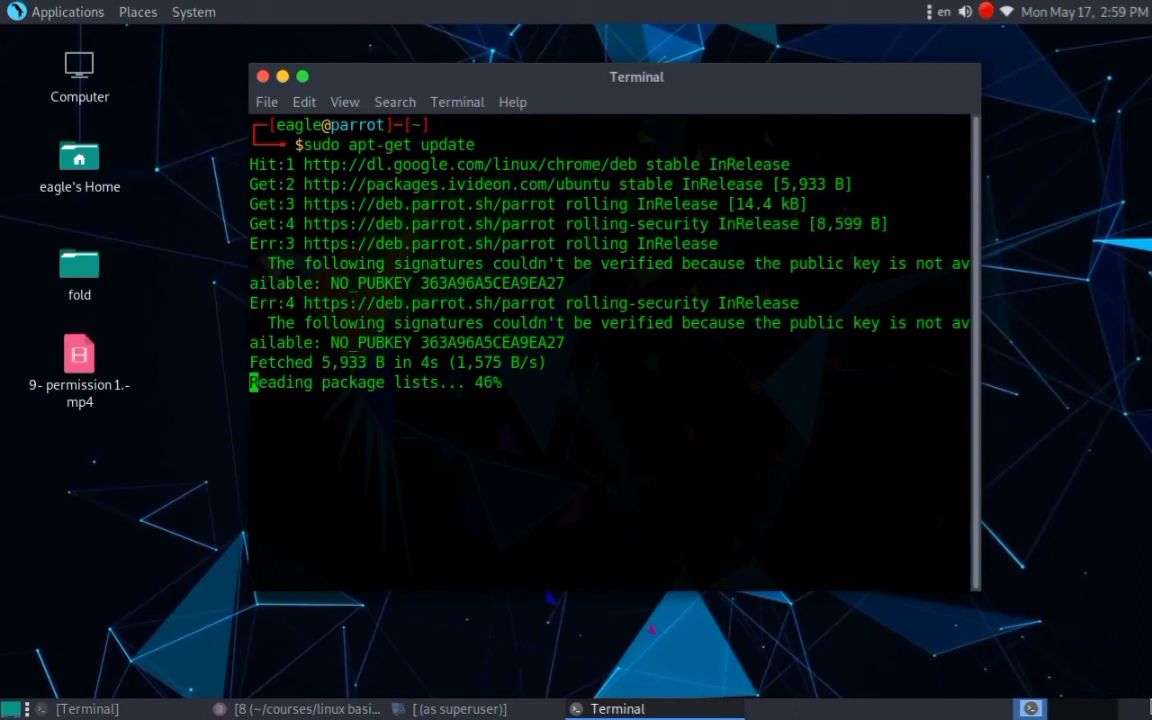 Applications Places System
en Mon May 17, 2:59 PM
Computer
eagle's Home
fold
9- permission 1.-
mp4
Terminal
File Edit View Search Terminal Help
┌─[eagle@parrot]─[~]
└──╼ $sudo apt-get update
Hit:1 http://dl.google.com/linux/chrome/deb stable InRelease
Get:2 http://packages.ivideon.com/ubuntu stable InRelease [5,933 B]
Get:3 https://deb.parrot.sh/parrot rolling InRelease [14.4 kB]
Get:4 https://deb.parrot.sh/parrot rolling-security InRelease [8,599 B]
Err:3 https://deb.parrot.sh/parrot rolling InRelease
The following signatures couldn't be verified because the public key is not av
ailable: NO_PUBKEY 363A96A5CEA9EA27
Err:4 https://deb.parrot.sh/parrot rolling-security InRelease
The following signatures couldn't be verified because the public key is not av
ailable: NO_PUBKEY 363A96A5CEA9EA27
Fetched 5,933 B in 4s (1,575 B/s)
Reading package lists... 46%
[Terminal] [8 (~/courses/linux basi... [ (as superuser)] Terminal